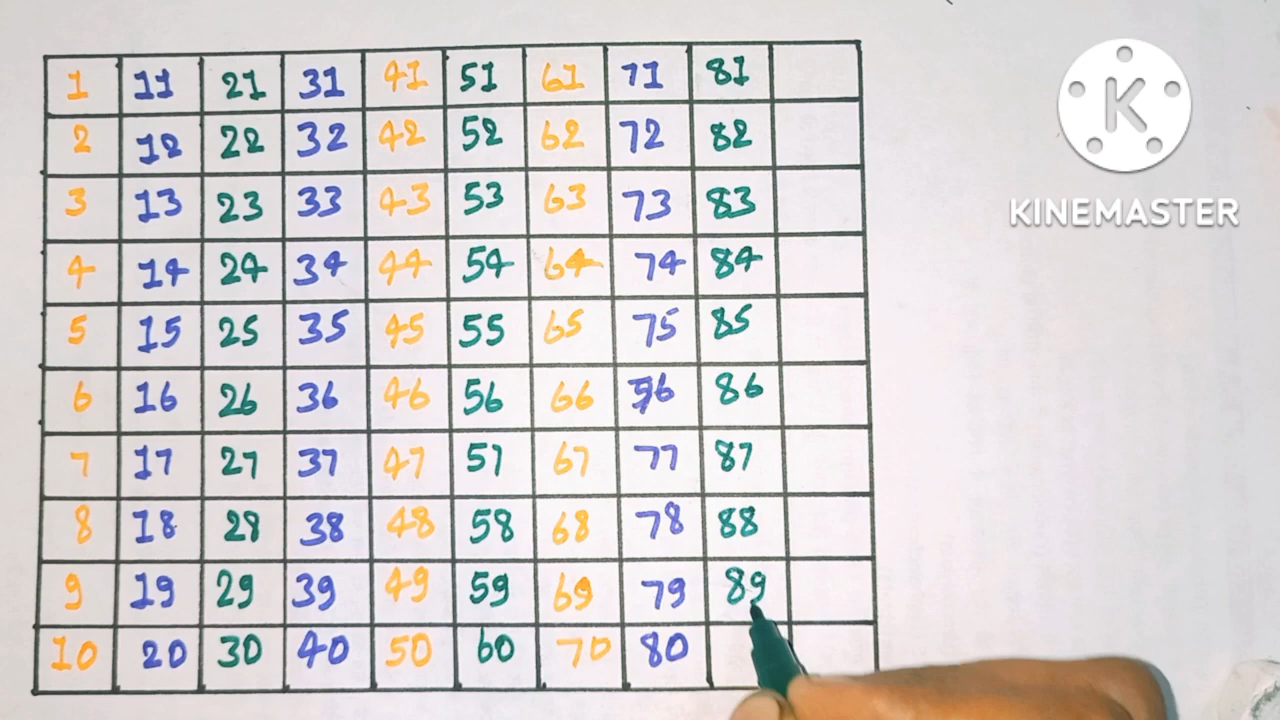 1 11 21 31 41 51 61 71 81
2 12 22 32 42 52 62 72 82
3 13 23 33 43 53 63 73 83
4 14 24 34 44 54 64 74 84
5 15 25 35 45 55 65 75 85
6 16 26 36 46 56 66 76 86
7 17 27 37 47 57 67 77 87
8 18 28 38 48 58 68 78 88
9 19 29 39 49 59 69 79 89
10 20 30 40 50 60 70 80
K
KINEMASTER